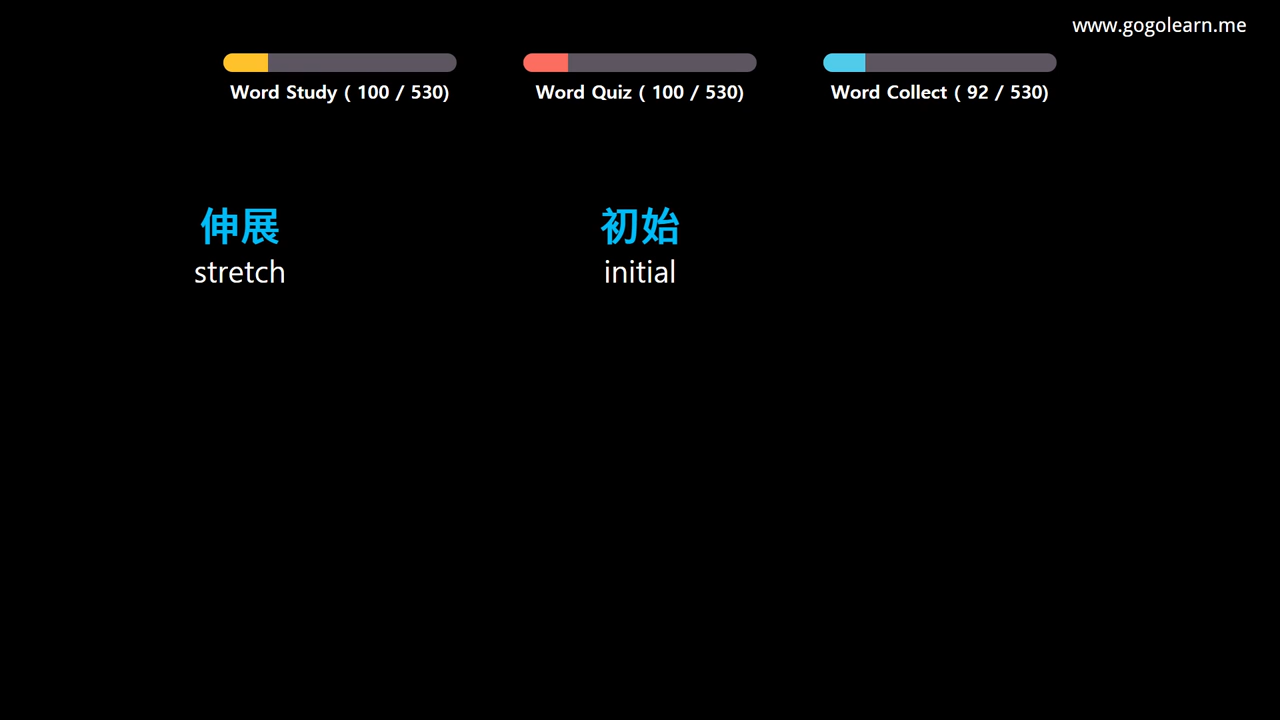 www.gogolearn.me
Word Study ( 100 / 530)
Word Quiz ( 100 / 530)
Word Collect ( 92 / 530)
伸展
stretch
初始
initial